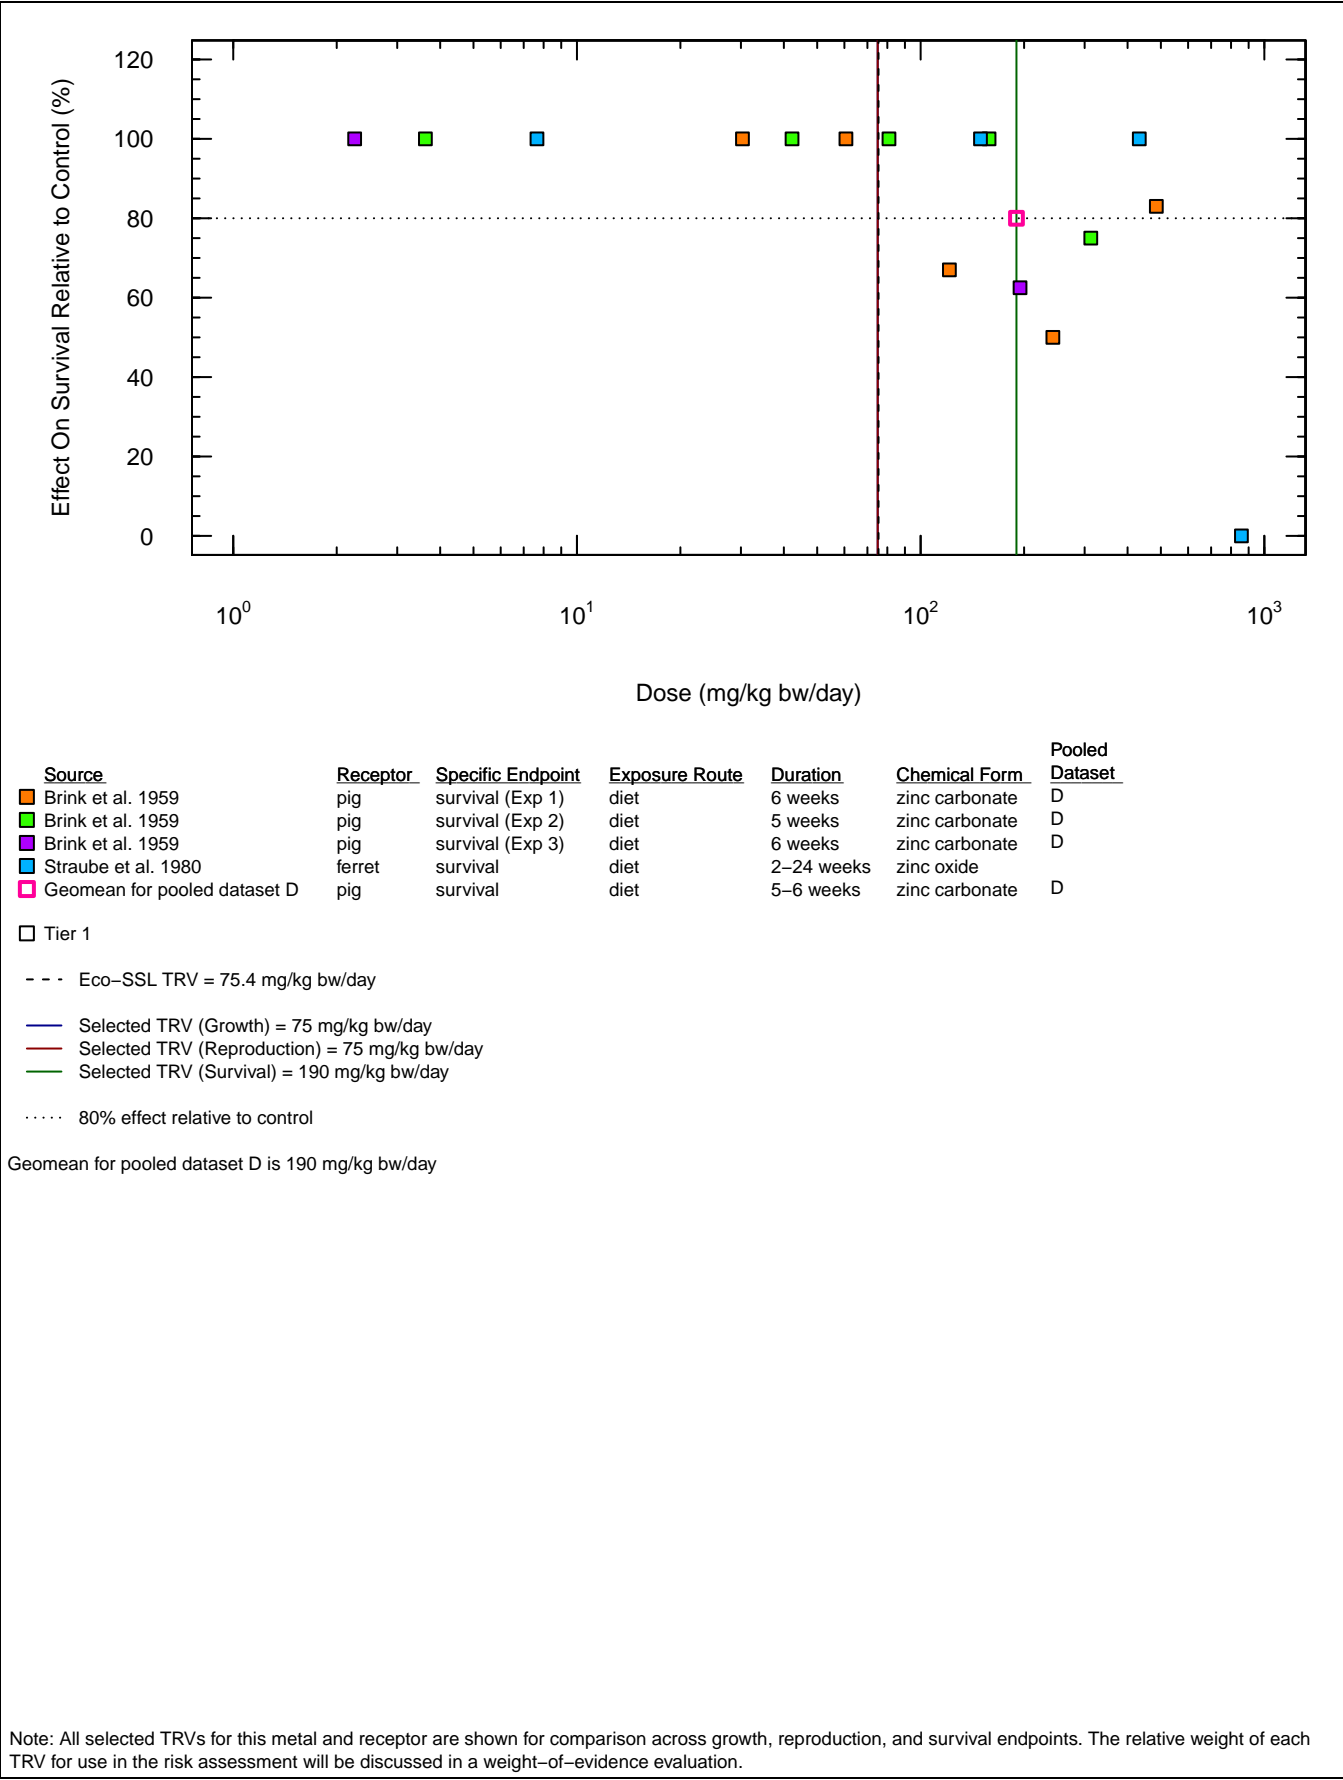 120
100
80
60
40
20
0
Effect On Survival Relative to Control (%)
10^0 10^1 10^2 10^3
Dose (mg/kg bw/day)
Source Receptor Specific Endpoint Exposure Route Duration Chemical Form Pooled Dataset
Brink et al. 1959 pig survival (Exp 1) diet 6 weeks zinc carbonate D
Brink et al. 1959 pig survival (Exp 2) diet 5 weeks zinc carbonate D
Brink et al. 1959 pig survival (Exp 3) diet 6 weeks zinc carbonate D
Straube et al. 1980 ferret survival diet 2−24 weeks zinc oxide
Geomean for pooled dataset D pig survival diet 5−6 weeks zinc carbonate D
Tier 1
Eco−SSL TRV = 75.4 mg/kg bw/day
Selected TRV (Growth) = 75 mg/kg bw/day
Selected TRV (Reproduction) = 75 mg/kg bw/day
Selected TRV (Survival) = 190 mg/kg bw/day
80% effect relative to control
Geomean for pooled dataset D is 190 mg/kg bw/day
Note: All selected TRVs for this metal and receptor are shown for comparison across growth, reproduction, and survival endpoints. The relative weight of each
TRV for use in the risk assessment will be discussed in a weight−of−evidence evaluation.